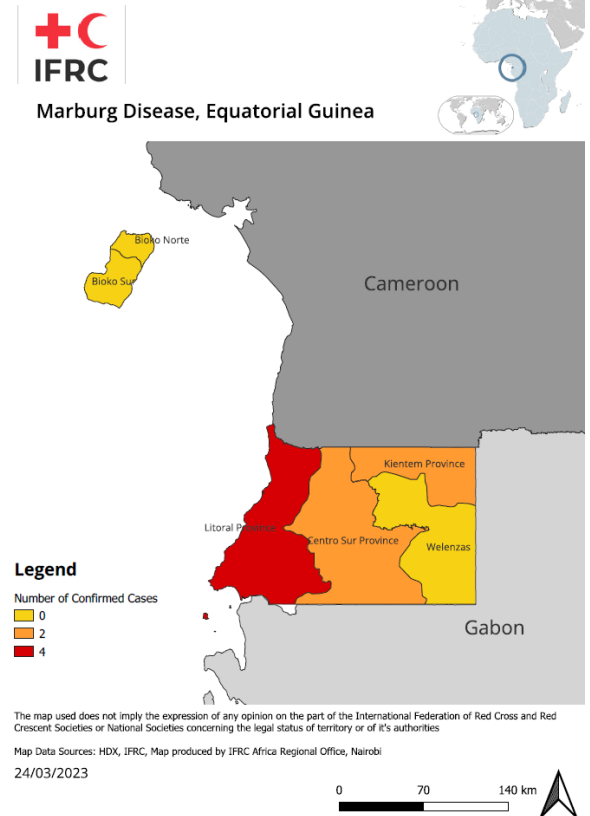 IFRC
Marburg Disease, Equatorial Guinea
Bioko Norte
Bioko Sur
Cameroon
Kientem Province
Litoral Province
Centro Sur Province
Welenzas
Gabon
Legend
Number of Confirmed Cases
0
2
4
The map used does not imply the expression of any opinion on the part of the International Federation of Red Cross and Red
Crescent Societies or National Societies concerning the legal status of territory or of it's authorities
Map Data Sources: HDX, IFRC, Map produced by IFRC Africa Regional Office, Nairobi
24/03/2023
0 70 140 km